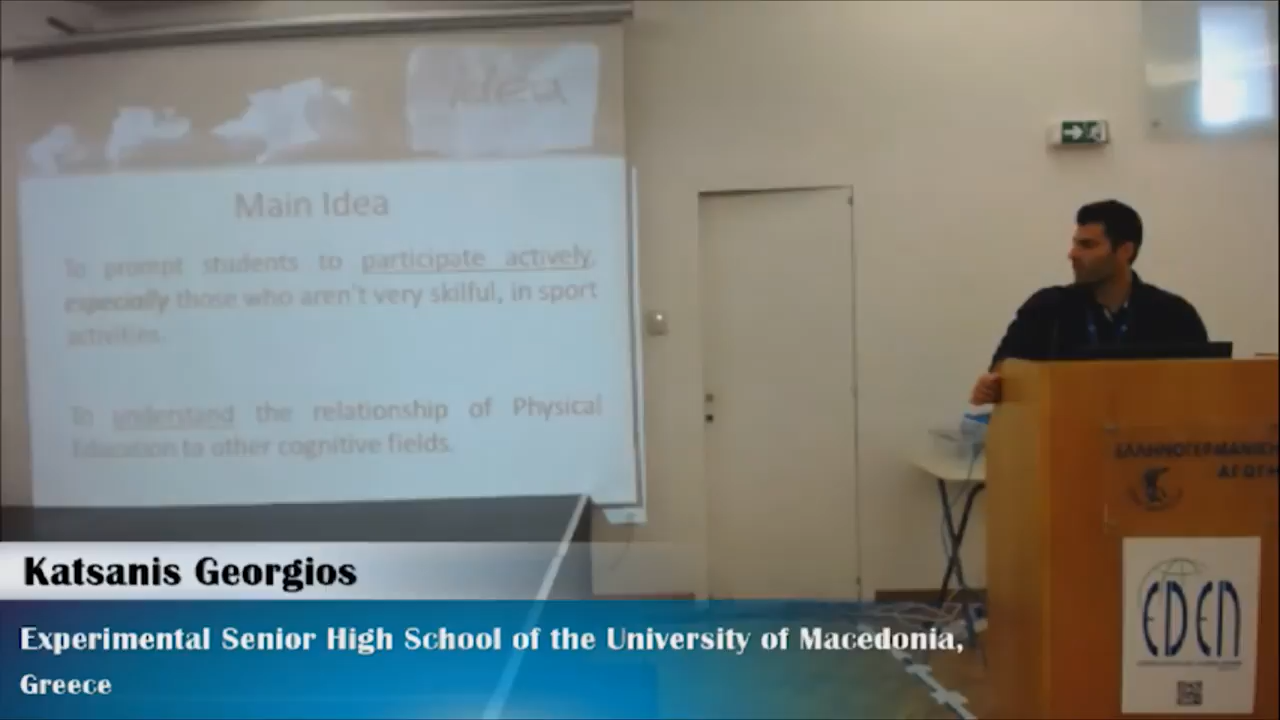 Idea
Main Idea
To prompt students to participate actively,
especially those who aren't very skilful, in sport
activities.
To understand the relationship of Physical
Education to other cognitive fields.
ΕΛΛΗΝΟΓΕΡΜΑΝΙΚΗ
ΑΓΩΓΗ
EDEN
Katsanis Georgios
Experimental Senior High School of the University of Macedonia,
Greece